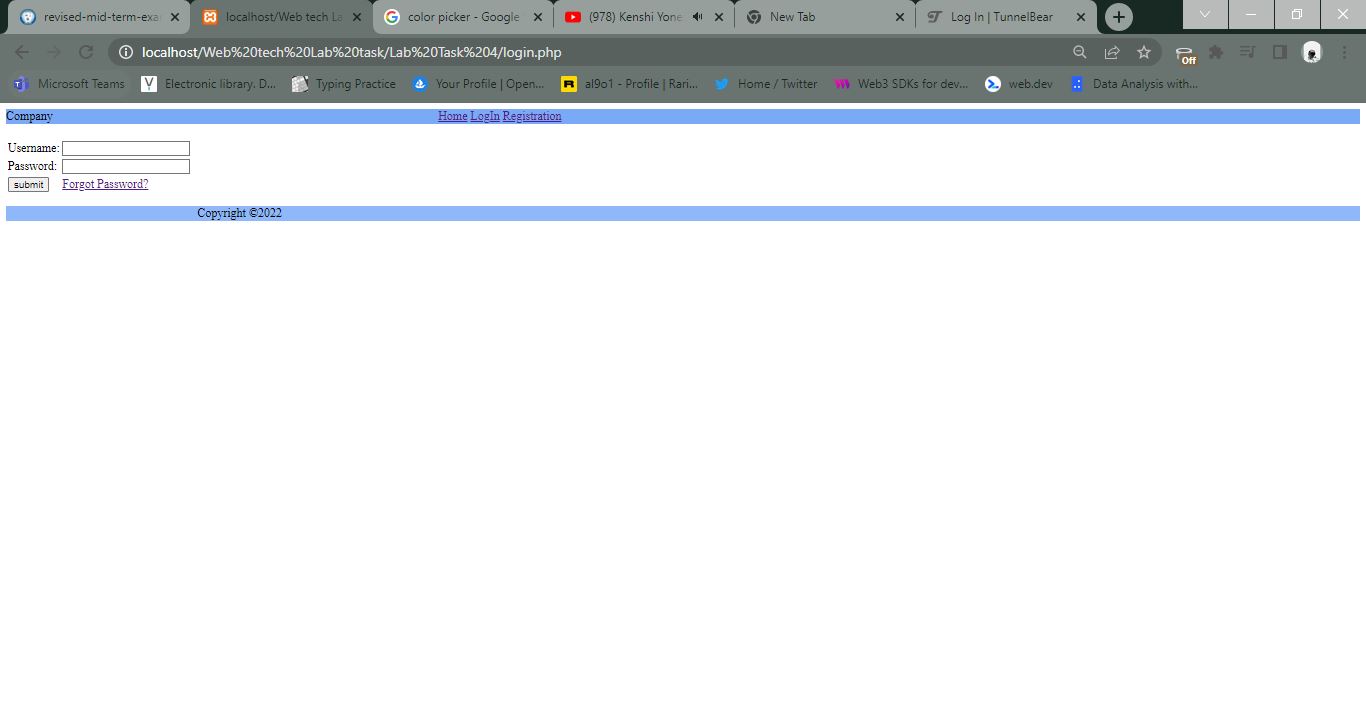 revised-mid-term-exa
localhost/Web tech La
color picker - Google
(978) Kenshi Yone
New Tab
Log In | TunnelBear
localhost/Web%20tech%20Lab%20task/Lab%20Task%204/login.php
Off
Microsoft Teams
Electronic library. D...
Typing Practice
Your Profile | Open...
al9o1 - Profile | Rari...
Home / Twitter
Web3 SDKs for dev...
web.dev
Data Analysis with...
Company Home LogIn Registration
Username:
Password:
submit Forgot Password?
Copyright ©2022